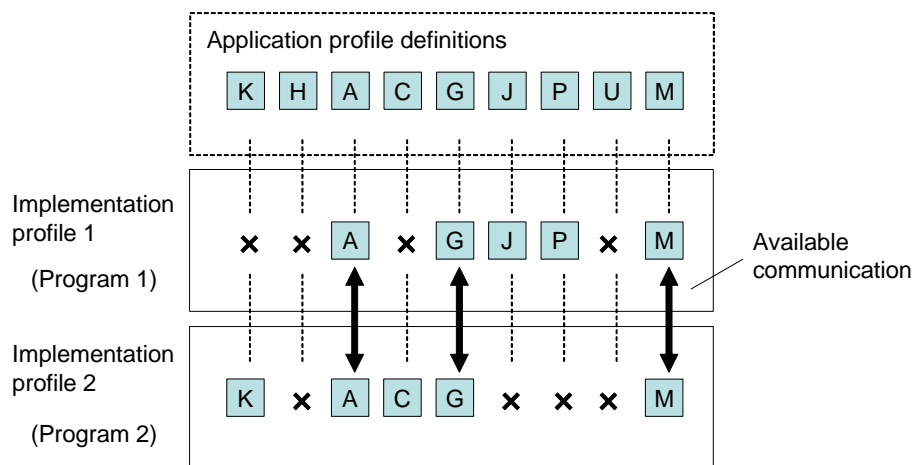 Application profile definitions
K H A C G J P U M
Implementation
profile 1
(Program 1)
A G J P M
Available
communication
Implementation
profile 2
(Program 2)
K A C G M